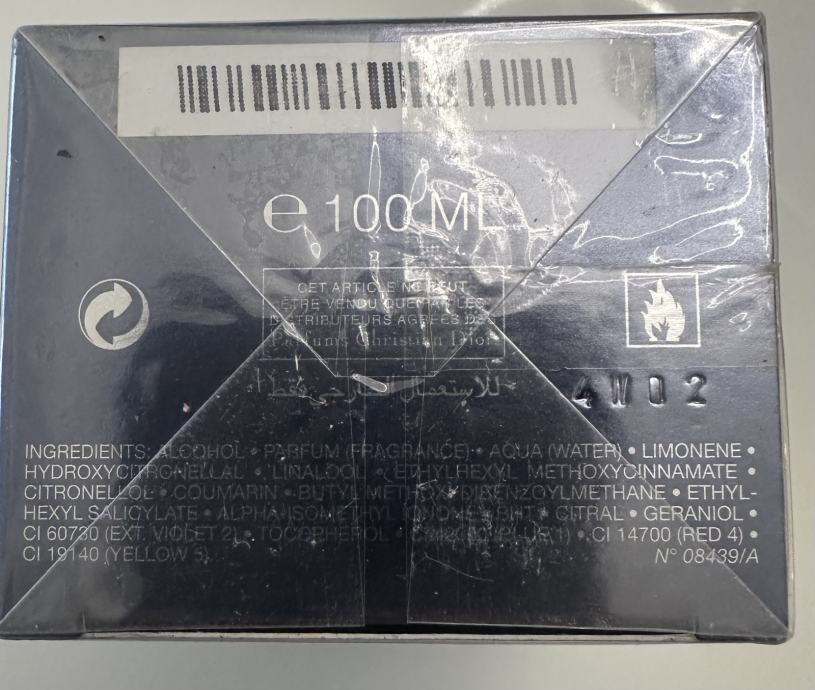 e 100 ML
CET ARTICLE NE PEUT
ÊTRE VENDU QUE PAR LES
DISTRIBUTEURS AGRÉÉS DE
Parfums Christian Dior
للاستعمال الخارجي فقط
4W02
INGREDIENTS: ALCOHOL • PARFUM (FRAGRANCE) • AQUA (WATER) • LIMONENE •
HYDROXYCITRONELLAL • LINALOOL • ETHYLHEXYL METHOXYCINNAMATE •
CITRONELLOL • COUMARIN • BUTYL METHOXYDIBENZOYLMETHANE • ETHYL-
HEXYL SALICYLATE • ALPHA-ISOMETHYL IONONE • BHT • CITRAL • GERANIOL •
CI 60730 (EXT. VIOLET 2) • TOCOPHEROL • (BLUE 1) • CI 14700 (RED 4) •
CI 19140 (YELLOW 5). N° 08439/A